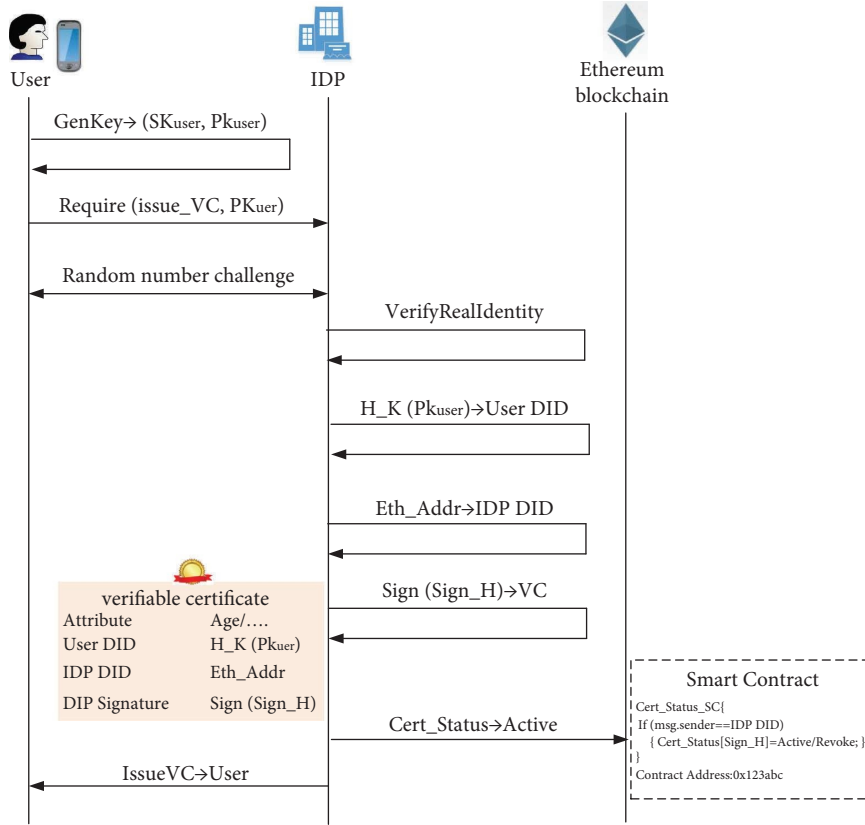 User
IDP
Ethereum
blockchain
GenKey→ (SKuser, Pkuser)
Require (issue_VC, PKuer)
Random number challenge
VerifyRealIdentity
H_K (Pkuser)→User DID
Eth_Addr→IDP DID
Sign (Sign_H)→VC
verifiable certificate
Attribute Age/....
User DID H_K (Pkuer)
IDP DID Eth_Addr
DIP Signature Sign (Sign_H)
Cert_Status→Active
Smart Contract
Cert_Status_SC{
If (msg.sender==IDP DID)
{ Cert_Status[Sign_H]=Active/Revoke; }
}
Contract Address:0x123abc
IssueVC→User